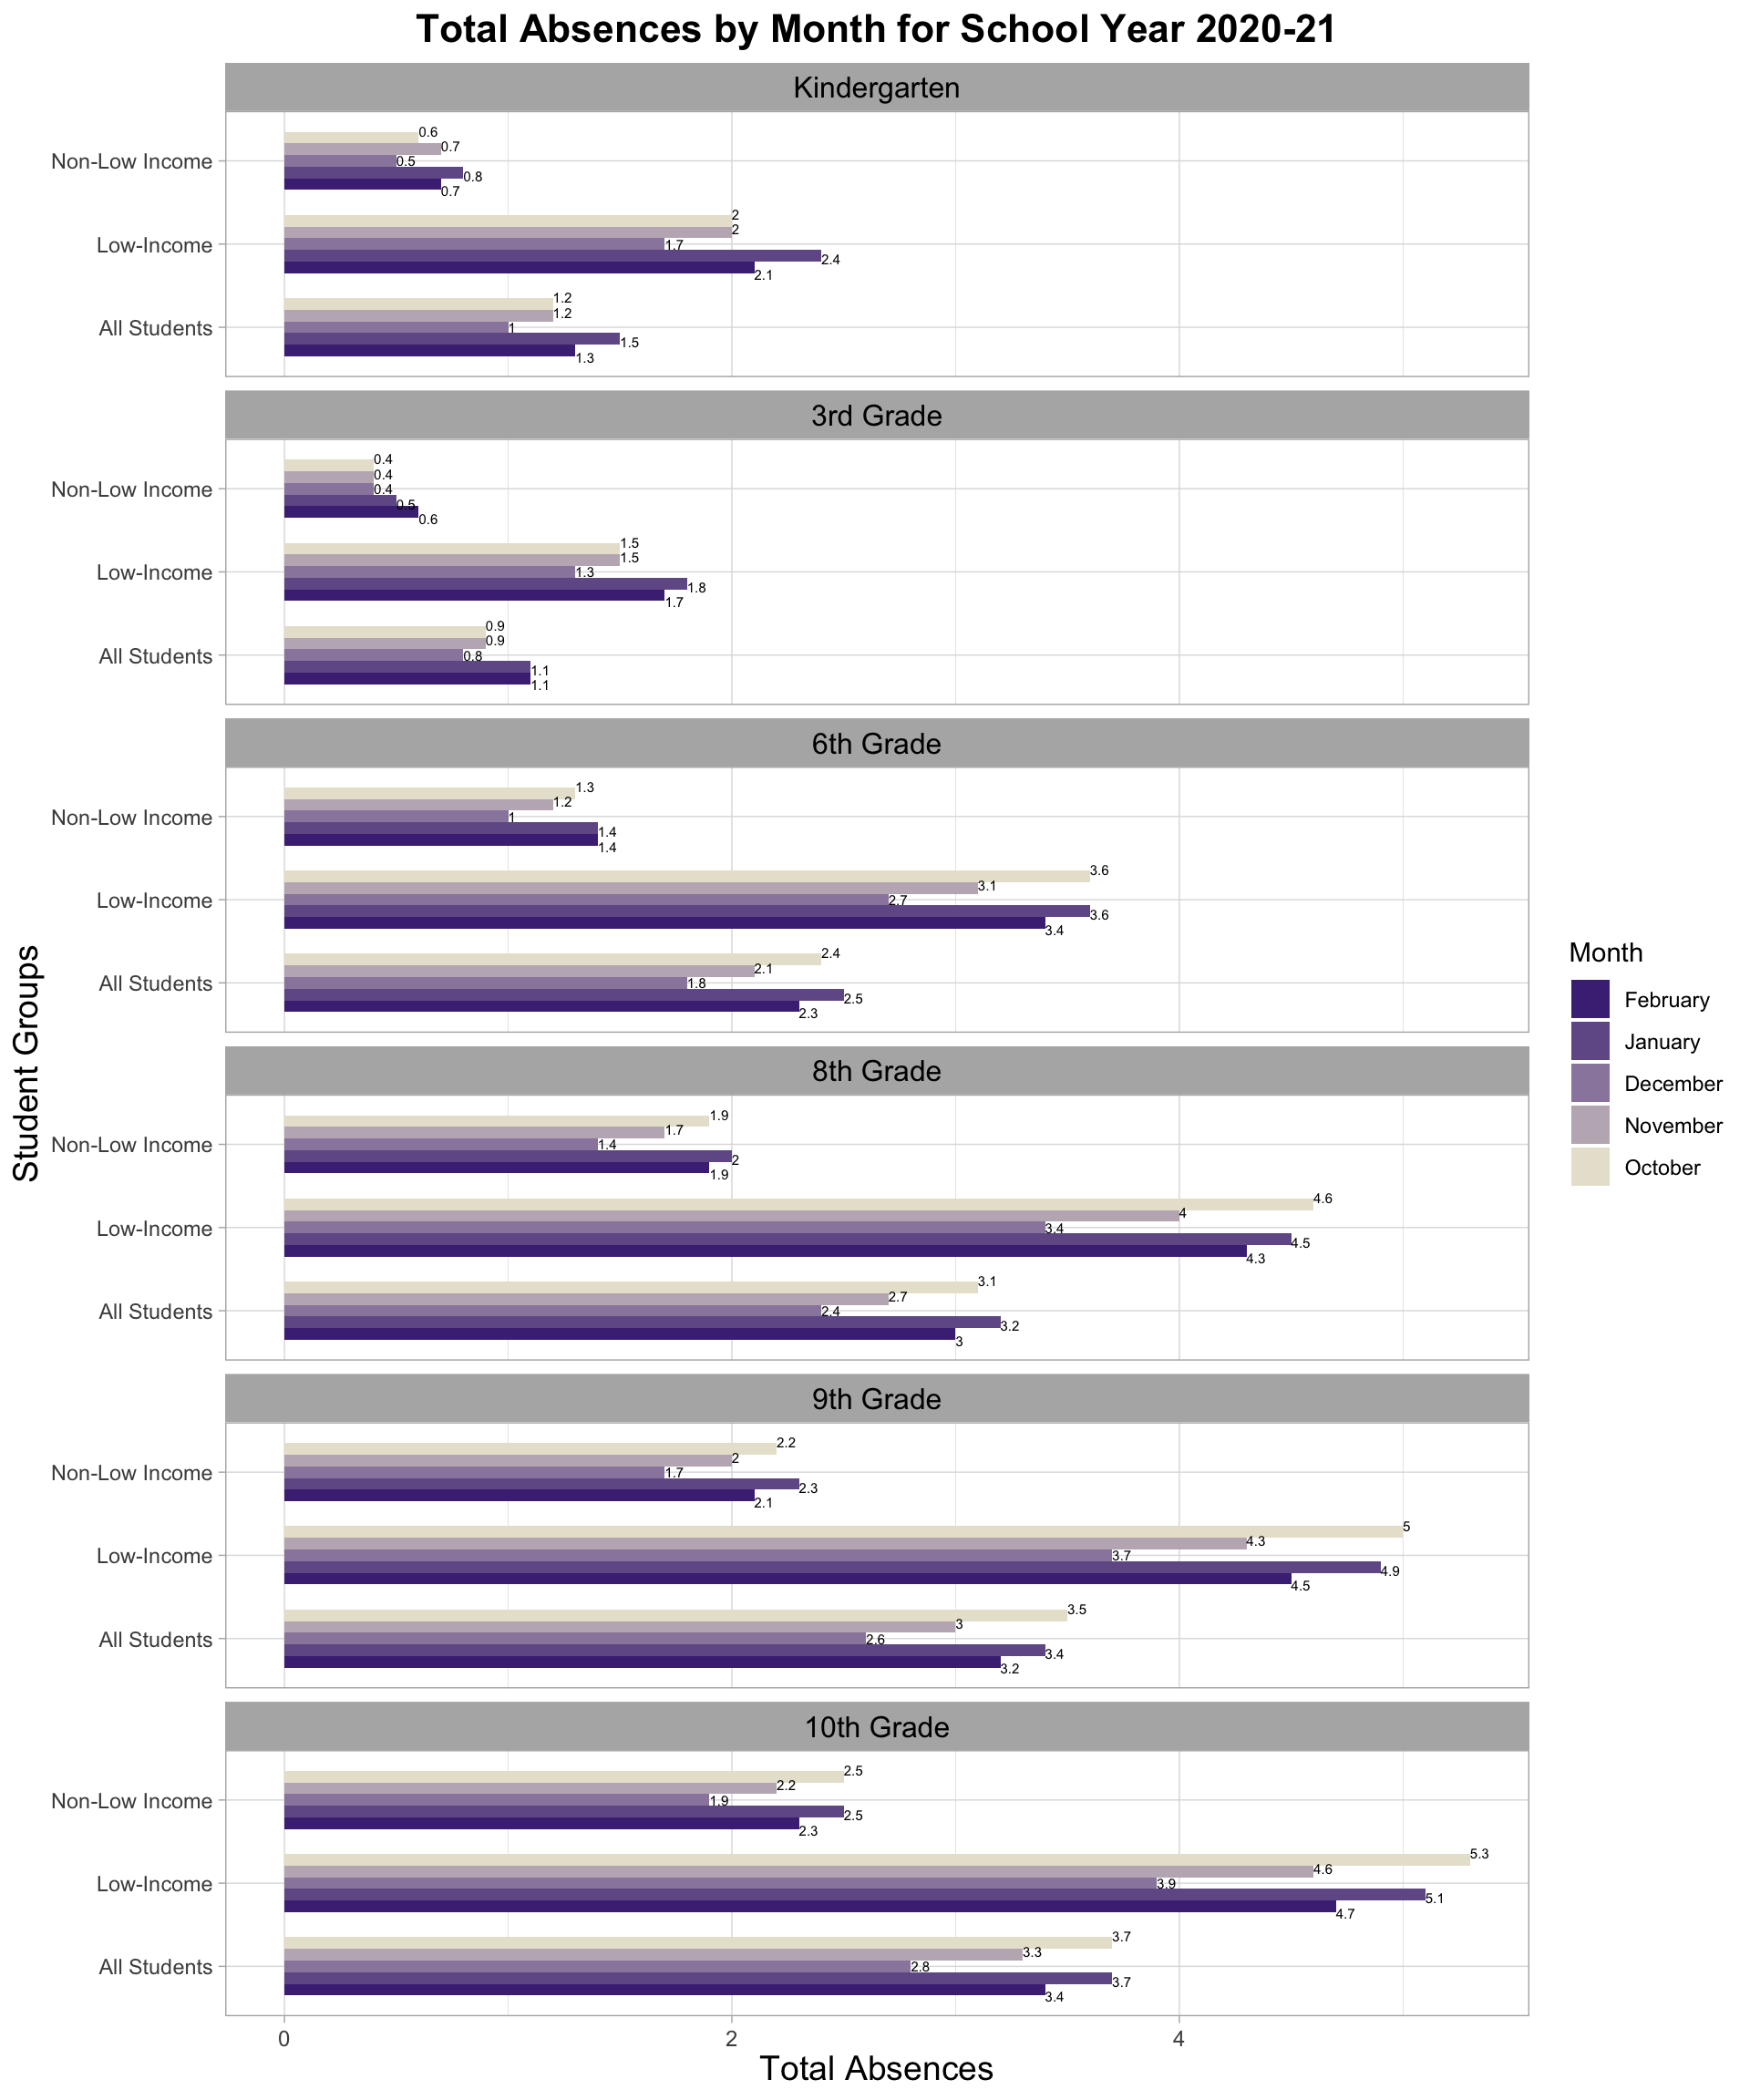 Total Absences by Month for School Year 2020-21
Kindergarten
0.6
0.7
Non-Low Income
0.5
0.8
0.7
2
2
Low-Income
1.7
2.4
2.1
1.2
1.2
All Students
1
1.5
1.3
3rd Grade
0.4
0.4
Non-Low Income
0.4
0.5
0.6
1.5
1.5
Low-Income
1.3
1.8
1.7
0.9
0.9
All Students
0.8
1.1
1.1
6th Grade
1.3
1.2
Non-Low Income
1
1.4
1.4
3.6
3.1
Low-Income
2.7
3.6
3.4
2.4
2.1
All Students
1.8
2.5
2.3
8th Grade
1.9
1.7
Non-Low Income
1.4
2
1.9
4.6
4
Low-Income
3.4
4.5
4.3
3.1
2.7
All Students
2.4
3.2
3
9th Grade
2.2
2
Non-Low Income
1.7
2.3
2.1
5
4.3
Low-Income
3.7
4.9
4.5
3.5
3
All Students
2.6
3.4
3.2
10th Grade
2.5
2.2
Non-Low Income
1.9
2.5
2.3
5.3
4.6
Low-Income
3.9
5.1
4.7
3.7
3.3
All Students
2.8
3.7
3.4
0
2
4
Total Absences
Student Groups
Month
February
January
December
November
October